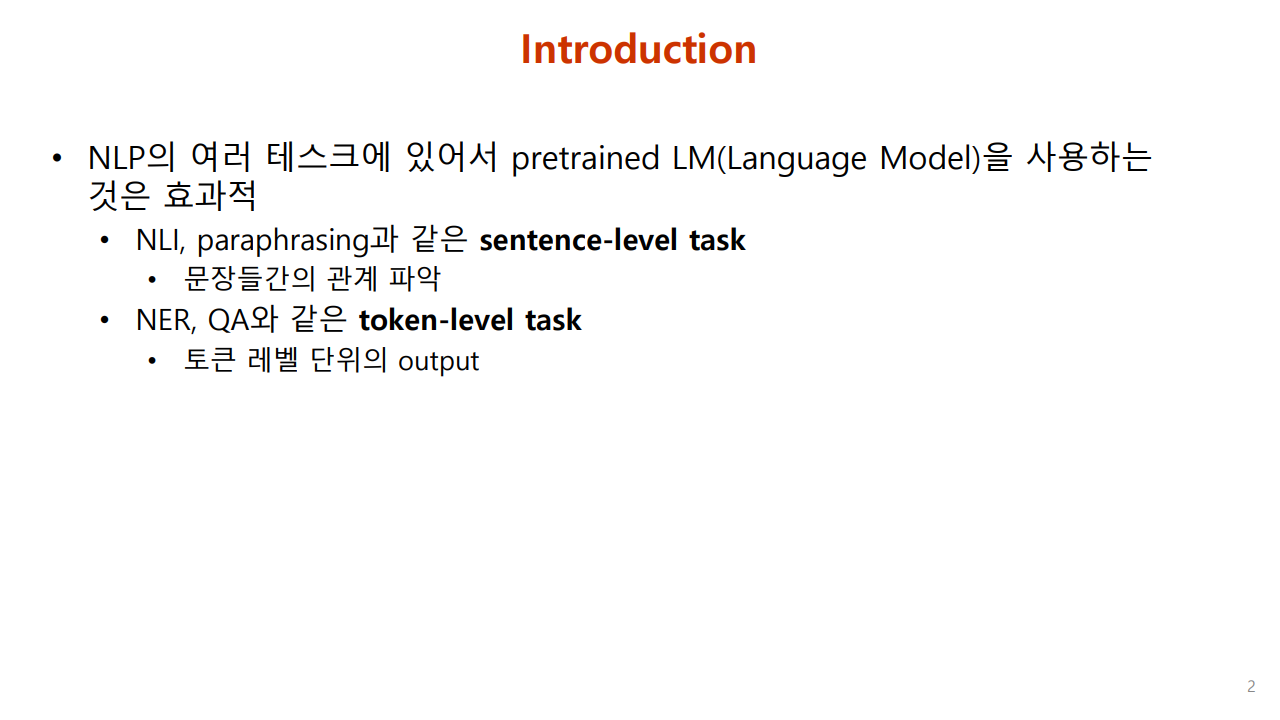 Introduction
• NLP의 여러 테스크에 있어서 pretrained LM(Language Model)을 사용하는
것은 효과적
• NLI, paraphrasing과 같은 sentence-level task
• 문장들간의 관계 파악
• NER, QA와 같은 token-level task
• 토큰 레벨 단위의 output
2